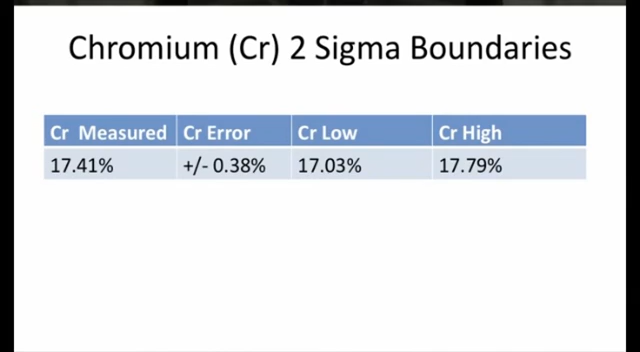 Chromium (Cr) 2 Sigma Boundaries
Cr Measured Cr Error Cr Low Cr High
17.41% +/- 0.38% 17.03% 17.79%